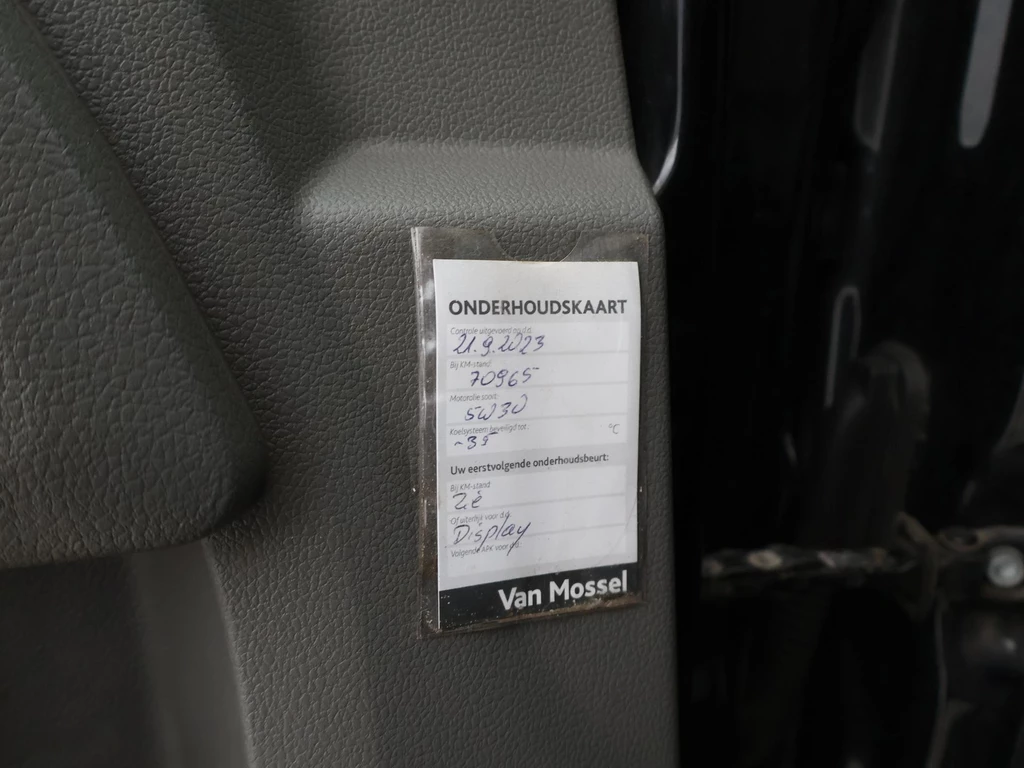 ONDERHOUDSKAART
Controle uitgevoerd op d.d.:
21.9.2023
Bij KM-stand:
70965
Motorolie soort:
5W30
Koelsysteem beveiligd tot.: °C
-35
Uw eerstvolgende onderhoudsbeurt:
Bij KM-stand:
Zie
Of uiterlijk voor d.d.:
Display
Volgende APK voor d.d.:
Van Mossel